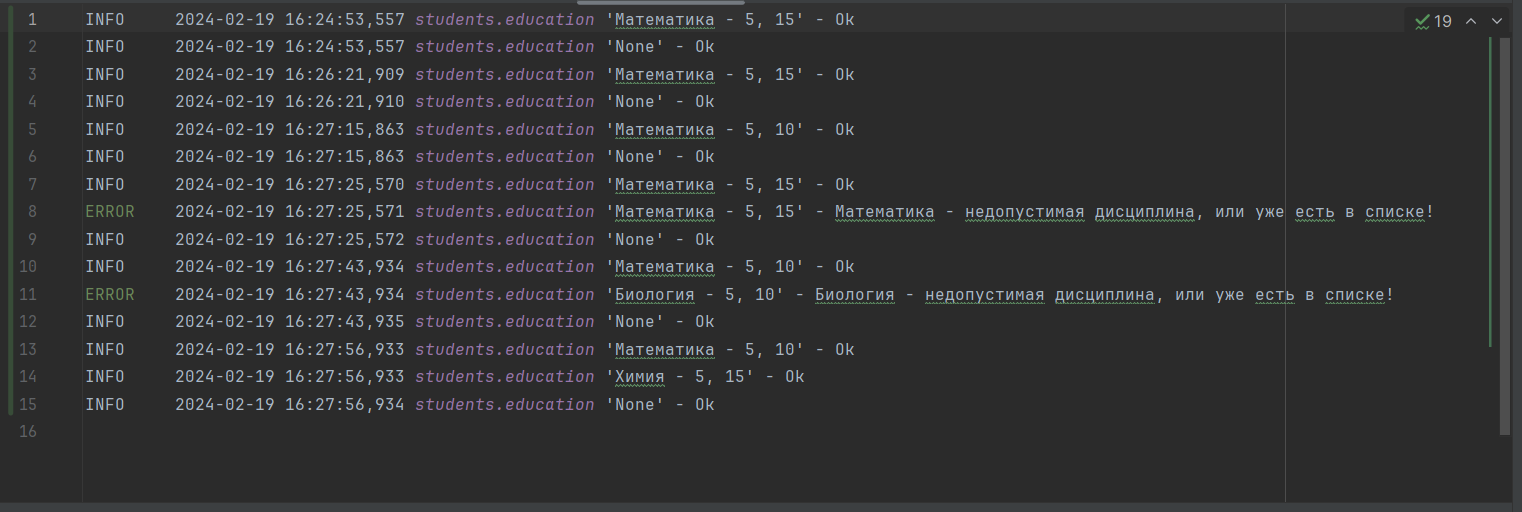 1 INFO 2024-02-19 16:24:53,557 students.education 'Математика - 5, 15' - Ok
19
2 INFO 2024-02-19 16:24:53,557 students.education 'None' - Ok
3 INFO 2024-02-19 16:26:21,909 students.education 'Математика - 5, 15' - Ok
4 INFO 2024-02-19 16:26:21,910 students.education 'None' - Ok
5 INFO 2024-02-19 16:27:15,863 students.education 'Математика - 5, 10' - Ok
6 INFO 2024-02-19 16:27:15,863 students.education 'None' - Ok
7 INFO 2024-02-19 16:27:25,570 students.education 'Математика - 5, 15' - Ok
8 ERROR 2024-02-19 16:27:25,571 students.education 'Математика - 5, 15' - Математика - недопустимая дисциплина, или уже есть в списке!
9 INFO 2024-02-19 16:27:25,572 students.education 'None' - Ok
10 INFO 2024-02-19 16:27:43,934 students.education 'Математика - 5, 10' - Ok
11 ERROR 2024-02-19 16:27:43,934 students.education 'Биология - 5, 10' - Биология - недопустимая дисциплина, или уже есть в списке!
12 INFO 2024-02-19 16:27:43,935 students.education 'None' - Ok
13 INFO 2024-02-19 16:27:56,933 students.education 'Математика - 5, 10' - Ok
14 INFO 2024-02-19 16:27:56,933 students.education 'Химия - 5, 15' - Ok
15 INFO 2024-02-19 16:27:56,934 students.education 'None' - Ok
16